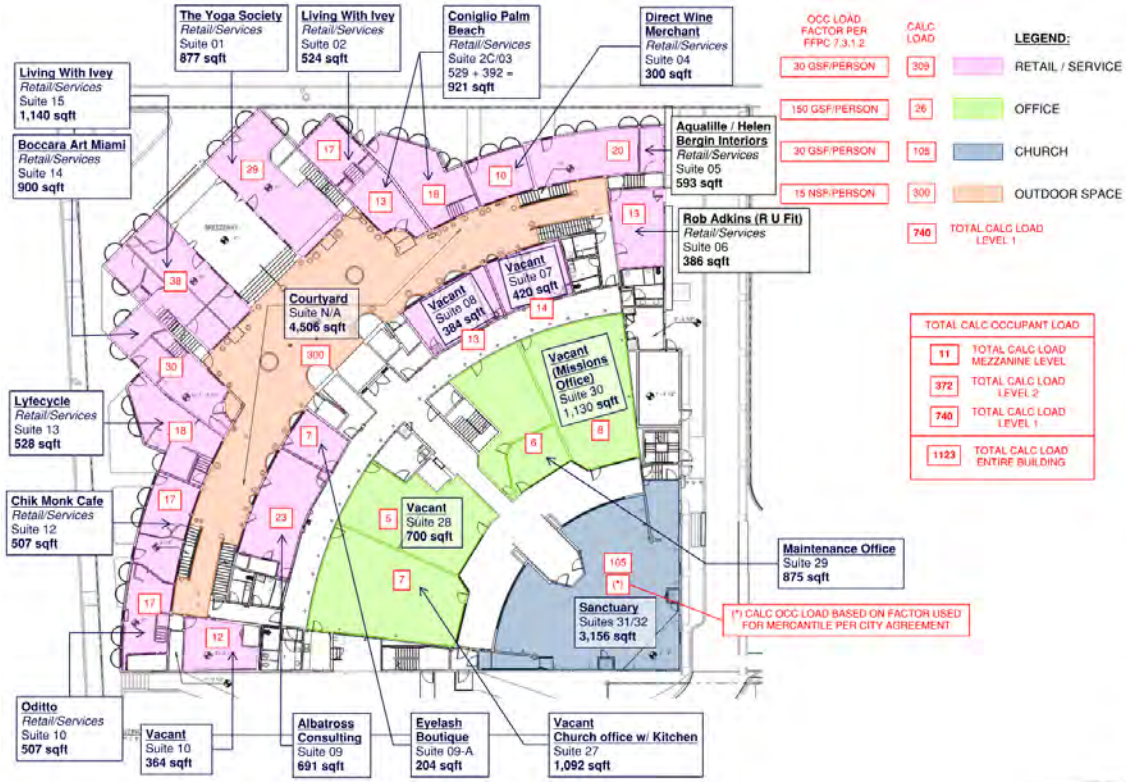 The Yoga Society
Retail/Services
Suite 01
877 sqft
Living With Ivey
Retail/Services
Suite 02
524 sqft
Coniglio Palm
Beach
Retail/Services
Suite 2C/03
529 + 392 =
921 sqft
Direct Wine
Merchant
Retail/Services
Suite 04
300 sqft
OCC LOAD
FACTOR PER
FFPC 7.3.1.2
CALC
LOAD
LEGEND:
30 GSF/PERSON
309
RETAIL / SERVICE
150 GSF/PERSON
26
OFFICE
30 GSF/PERSON
105
CHURCH
15 NSF/PERSON
300
OUTDOOR SPACE
740
TOTAL CALC LOAD
LEVEL 1
Living With Ivey
Retail/Services
Suite 15
1,140 sqft
Boccara Art Miami
Retail/Services
Suite 14
900 sqft
Aqualille / Helen
Bergin Interiors
Retail/Services
Suite 05
593 sqft
Rob Adkins (R U Fit)
Retail/Services
Suite 06
386 sqft
17
29
13
18
10
20
13
BREEZEWAY
38
Vacant
Suite 07
420 sqft
Vacant
Suite 08
384 sqft
14
13
Courtyard
Suite N/A
4,506 sqft
300
30
Vacant
(Missions
Office)
Suite 30
1,130 sqft
TOTAL CALC OCCUPANT LOAD
11
TOTAL CALC LOAD
MEZZANINE LEVEL
372
TOTAL CALC LOAD
LEVEL 2
740
TOTAL CALC LOAD
LEVEL 1
1123
TOTAL CALC LOAD
ENTIRE BUILDING
Lyfecycle
Retail/Services
Suite 13
528 sqft
18
7
6
8
Chik Monk Cafe
Retail/Services
Suite 12
507 sqft
17
23
Vacant
Suite 28
700 sqft
5
7
Maintenance Office
Suite 29
875 sqft
105
(*)
Sanctuary
Suites 31/32
3,156 sqft
(*) CALC OCC LOAD BASED ON FACTOR USED
FOR MERCANTILE PER CITY AGREEMENT
17
12
Oditto
Retail/Services
Suite 10
507 sqft
Vacant
Suite 10
364 sqft
Albatross
Consulting
Suite 09
691 sqft
Eyelash
Boutique
Suite 09-A
204 sqft
Vacant
Church office w/ Kitchen
Suite 27
1,092 sqft